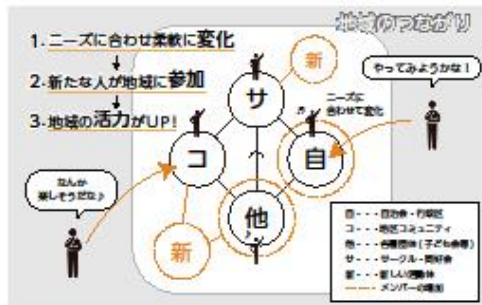 地域のつながり
1. ニーズに合わせ柔軟に変化
2. 新たな人が地域に参加
3. 地域の活力がUP!
新
やってみようかな!
サ
ニーズに
合わせて変化
コ
自
なんか
楽しそうだな♪
他
新
自・・・自治会・行政区
コ・・・地区コミュニティ
他・・・各種団体(子ども会等)
サ・・・サークル・同好会
新・・・新しい活動体
メンバーの増加